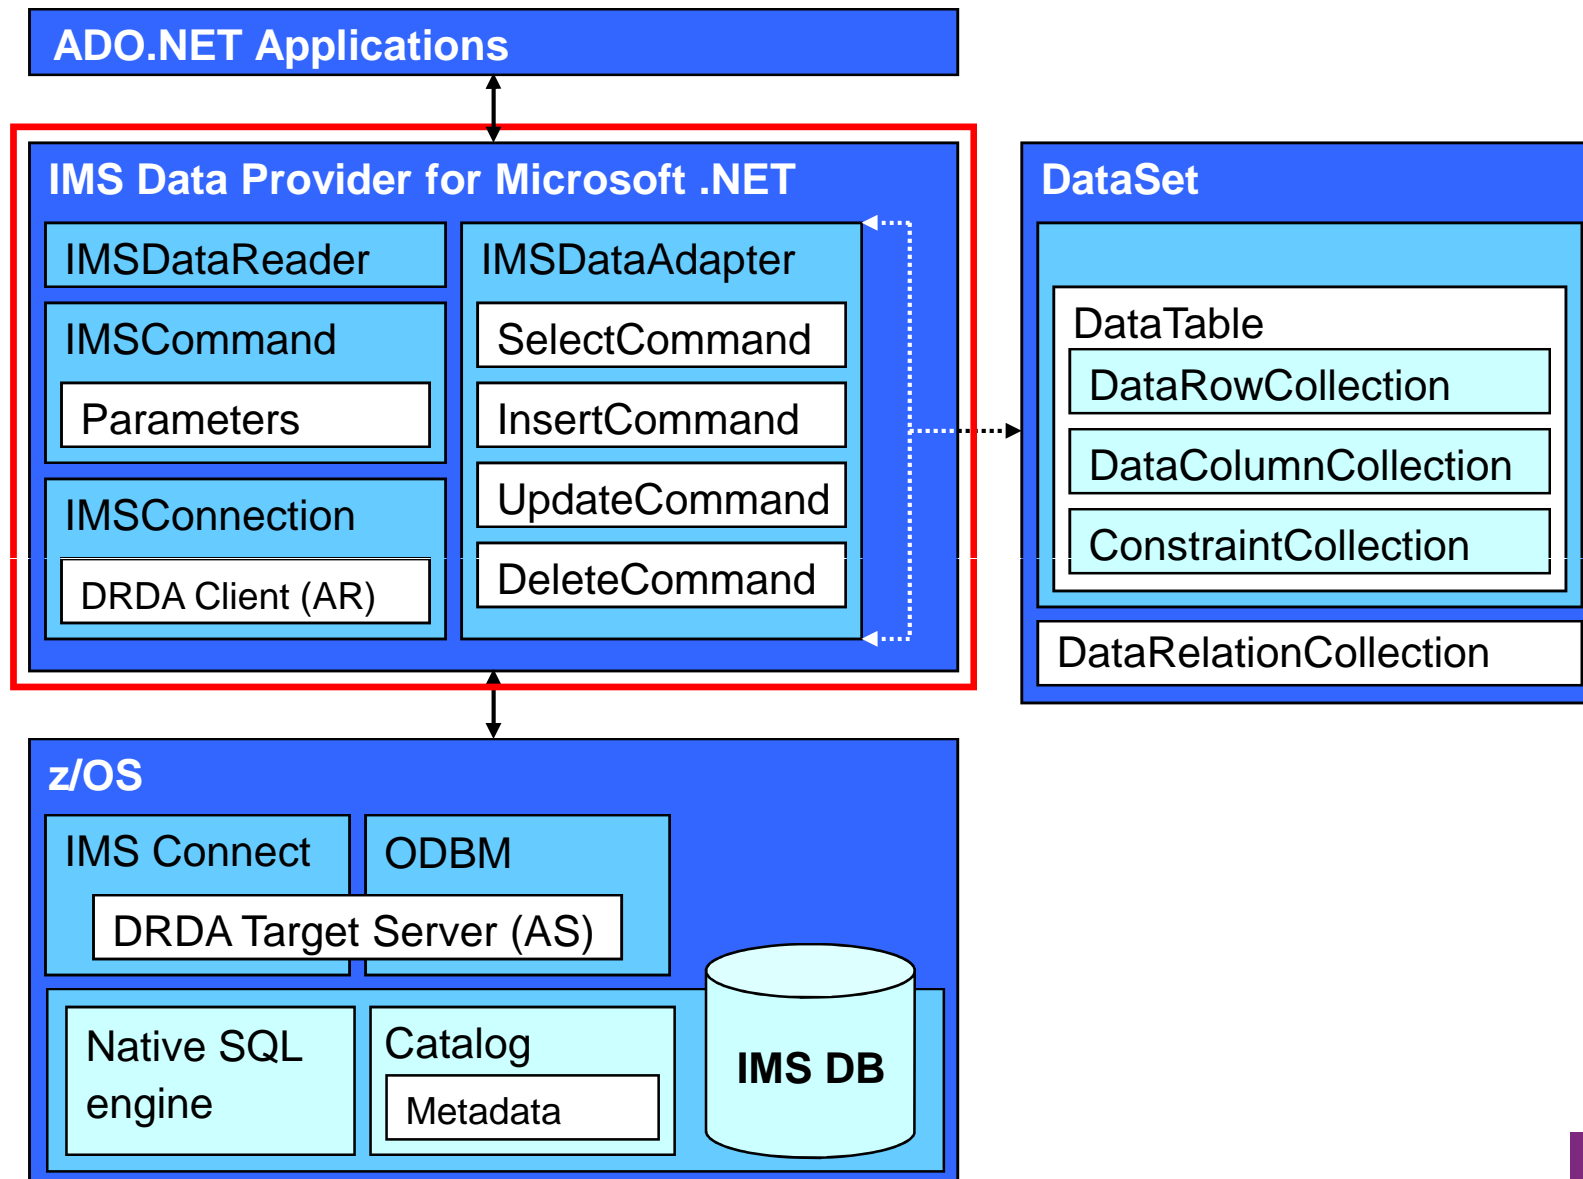 ADO.NET Applications
IMS Data Provider for Microsoft .NET
IMSDataReader
IMSCommand
Parameters
IMSConnection
DRDA Client (AR)
IMSDataAdapter
SelectCommand
InsertCommand
UpdateCommand
DeleteCommand
DataSet
DataTable
DataRowCollection
DataColumnCollection
ConstraintCollection
DataRelationCollection
z/OS
IMS Connect
ODBM
DRDA Target Server (AS)
Native SQL
engine
Catalog
Metadata
IMS DB